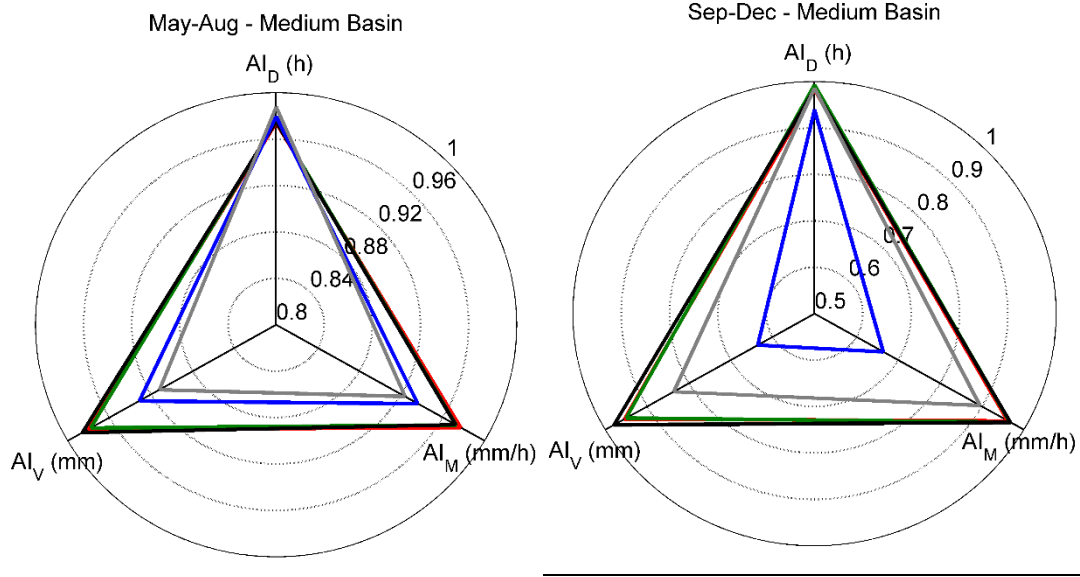 May-Aug - Medium Basin
AI_D (h)
1
0.96
0.92
0.88
0.84
0.8
AI_V (mm)
AI_M (mm/h)
Sep-Dec - Medium Basin
AI_D (h)
1
0.9
0.8
0.7
0.6
0.5
AI_V (mm)
AI_M (mm/h)